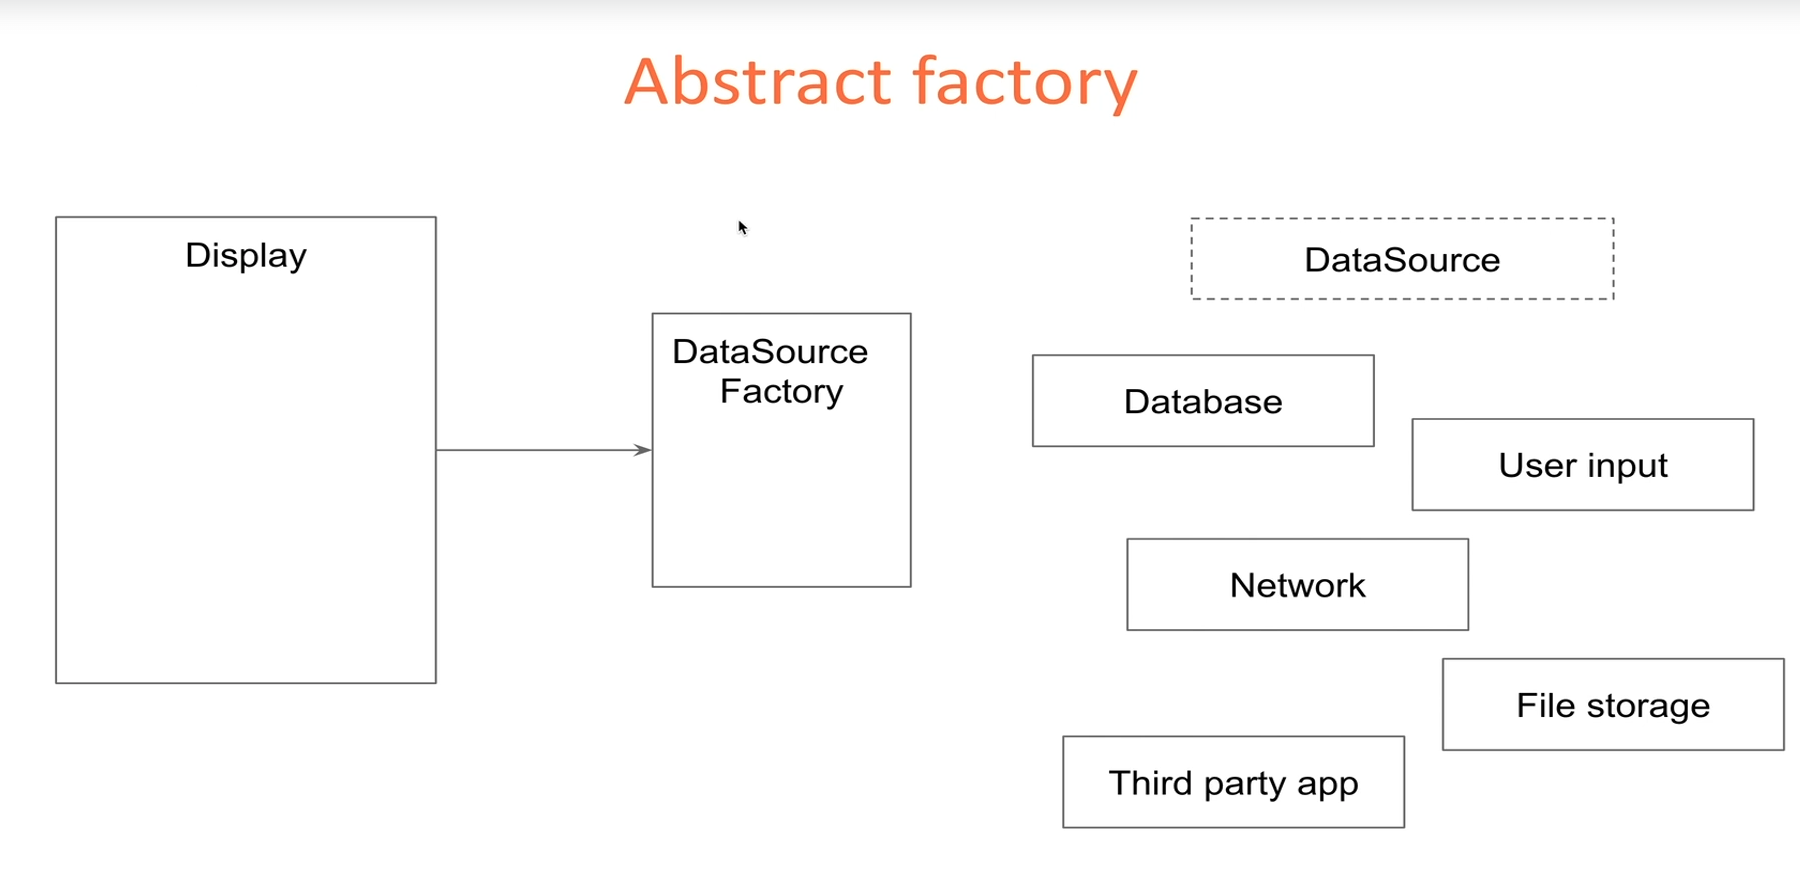 Abstract factory
Display
DataSource
Factory
DataSource
Database
User input
Network
File storage
Third party app